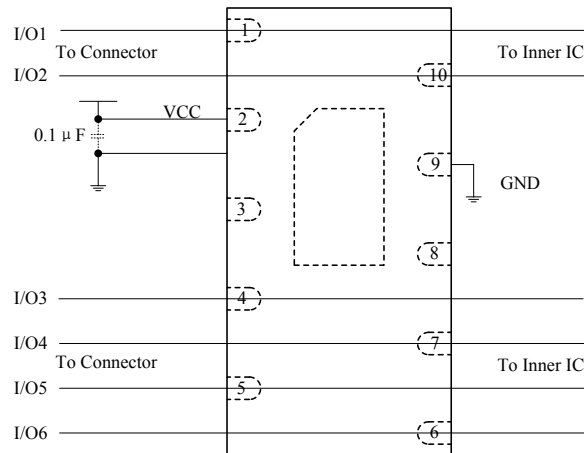 I/O1
1
To Connector
To Inner IC
I/O2
10
VCC
2
0.1 μF
9
GND
3
8
I/O3
4
I/O4
7
To Connector
To Inner IC
I/O5
5
I/O6
6